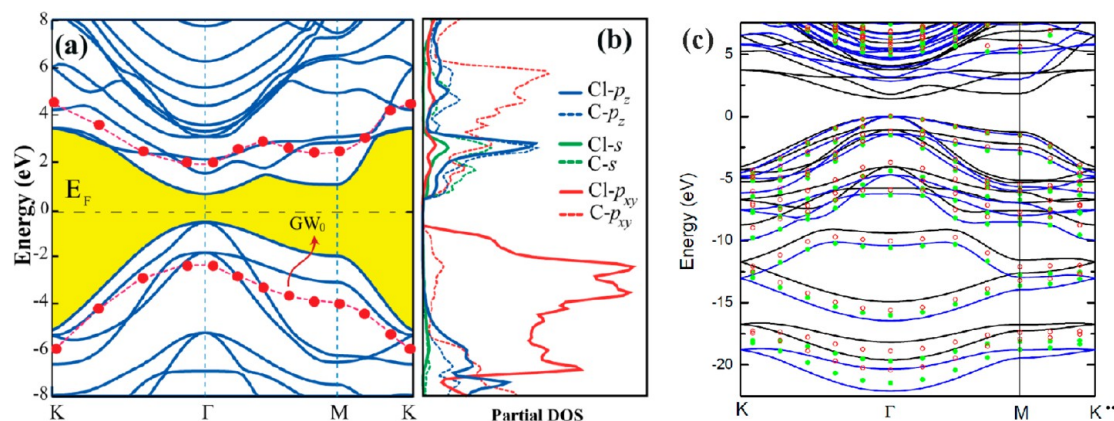 (a)
(b)
(c)
8
6
4
2
0
-2
-4
-6
-8
Energy (eV)
E_F
GW_0
K
Γ
M
K
Cl-p_z
C-p_z
Cl-s
C-s
Cl-p_xy
C-p_xy
Partial DOS
5
0
-5
-10
-15
-20
Energy (eV)
K
Γ
M
K